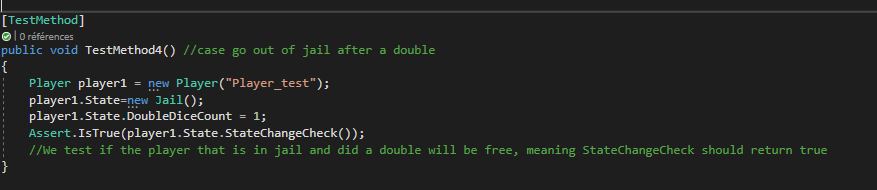 [TestMethod]
0 références
public void TestMethod4() //case go out of jail after a double
{
Player player1 = new Player("Player_test");
player1.State=new Jail();
player1.State.DoubleDiceCount = 1;
Assert.IsTrue(player1.State.StateChangeCheck());
//We test if the player that is in jail and did a double will be free, meaning StateChangeCheck should return true
}